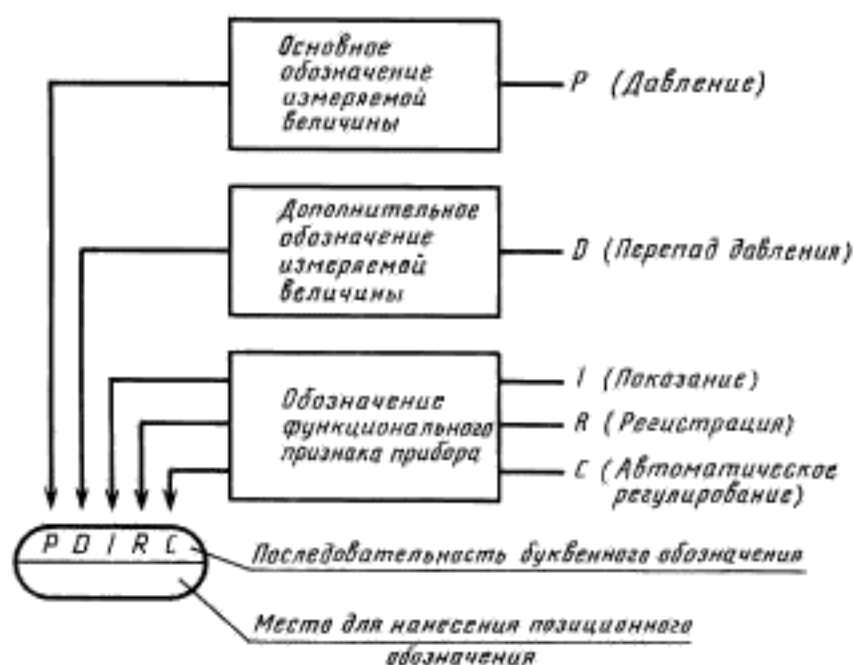 Основное
обозначение
измеряемой
величины
P (Давление)
Дополнительное
обозначение
измеряемой
величины
D (Перепад давления)
Обозначение
функционального
признака прибора
I (Показание)
R (Регистрация)
C (Автоматическое
регулирование)
P D I R C
Последовательность буквенного обозначения
Место для нанесения позиционного
обозначения